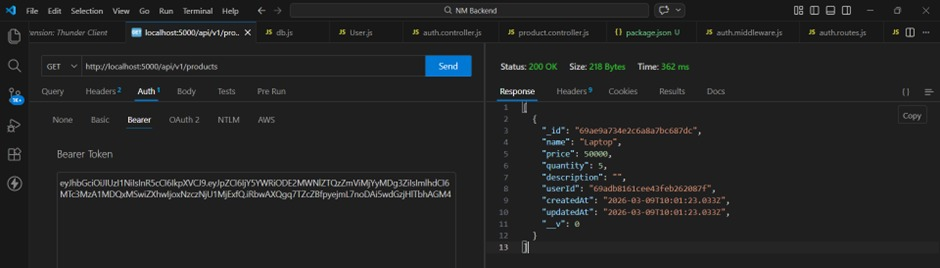 File Edit Selection View Go Run Terminal Help
NM Backend
ension: Thunder Client
localhost:5000/api/v1/pro...
db.js
User.js
auth.controller.js
product.controller.js
package.json U
auth.middleware.js
auth.routes.js
GET
http://localhost:5000/api/v1/products
Send
Query
Headers 2
Auth 1
Body
Tests
Pre Run
None
Basic
Bearer
OAuth 2
NTLM
AWS
Bearer Token
Status: 200 OK Size: 218 Bytes Time: 362 ms
Response
Headers 9
Cookies
Results
Docs
{ }
Copy
1 [
2 {
3 "_id": "69ae9a734e2c6a8a7bc687dc",
4 "name": "Laptop",
5 "price": 50000,
6 "quantity": 5,
7 "description": "",
8 "userId": "69adb8161cee43feb262087f",
9 "createdAt": "2026-03-09T10:01:23.033Z",
10 "updatedAt": "2026-03-09T10:01:23.033Z",
11 "__v": 0
12 }
13 ]